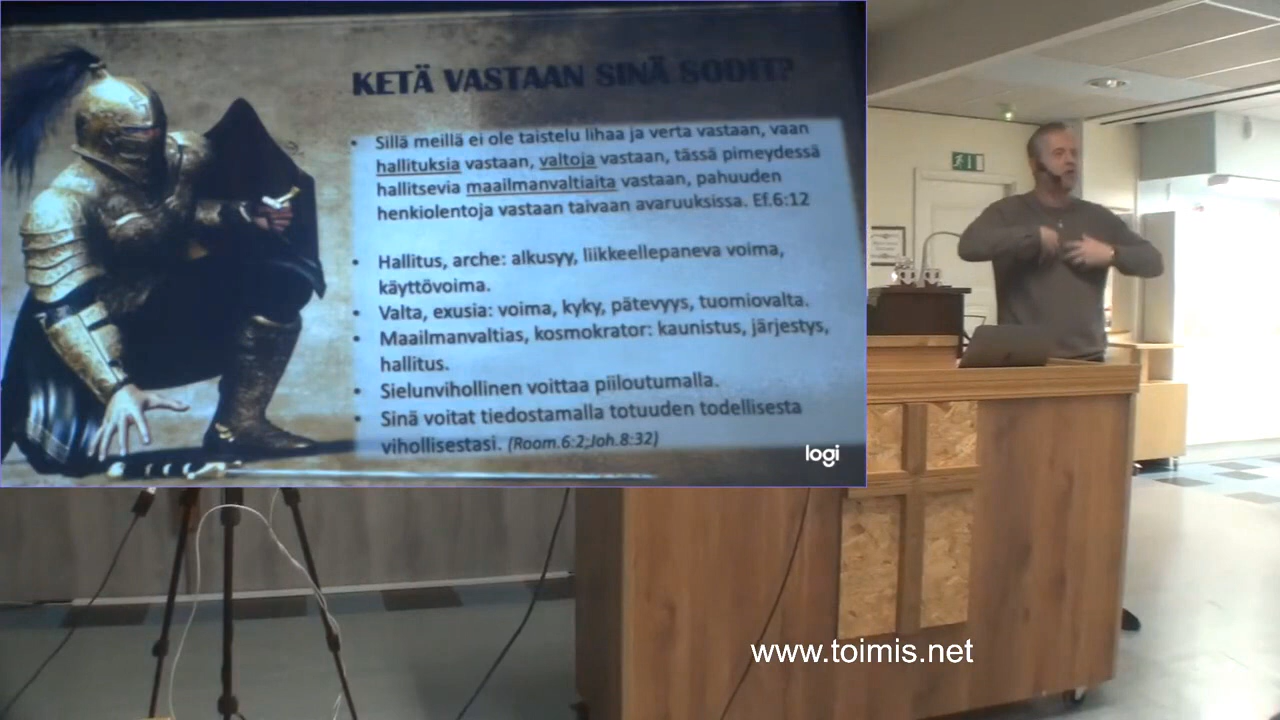 KETÄ VASTAAN SINÄ SODIT?
• Sillä meillä ei ole taistelu lihaa ja verta vastaan, vaan
hallituksia vastaan, valtoja vastaan, tässä pimeydessä
hallitsevia maailmanvaltiaita vastaan, pahuuden
henkiolentoja vastaan taivaan avaruuksissa. Ef.6:12
• Hallitus, arche: alkusyy, liikkeellepaneva voima,
käyttövoima.
• Valta, exusia: voima, kyky, pätevyys, tuomiovalta.
• Maailmanvaltias, kosmokrator: kaunistus, järjestys,
hallitus.
• Sielunvihollinen voittaa piiloutumalla.
• Sinä voitat tiedostamalla totuuden todellisesta
vihollisestasi. (Room.6:2;Joh.8:32)
logi
www.toimis.net